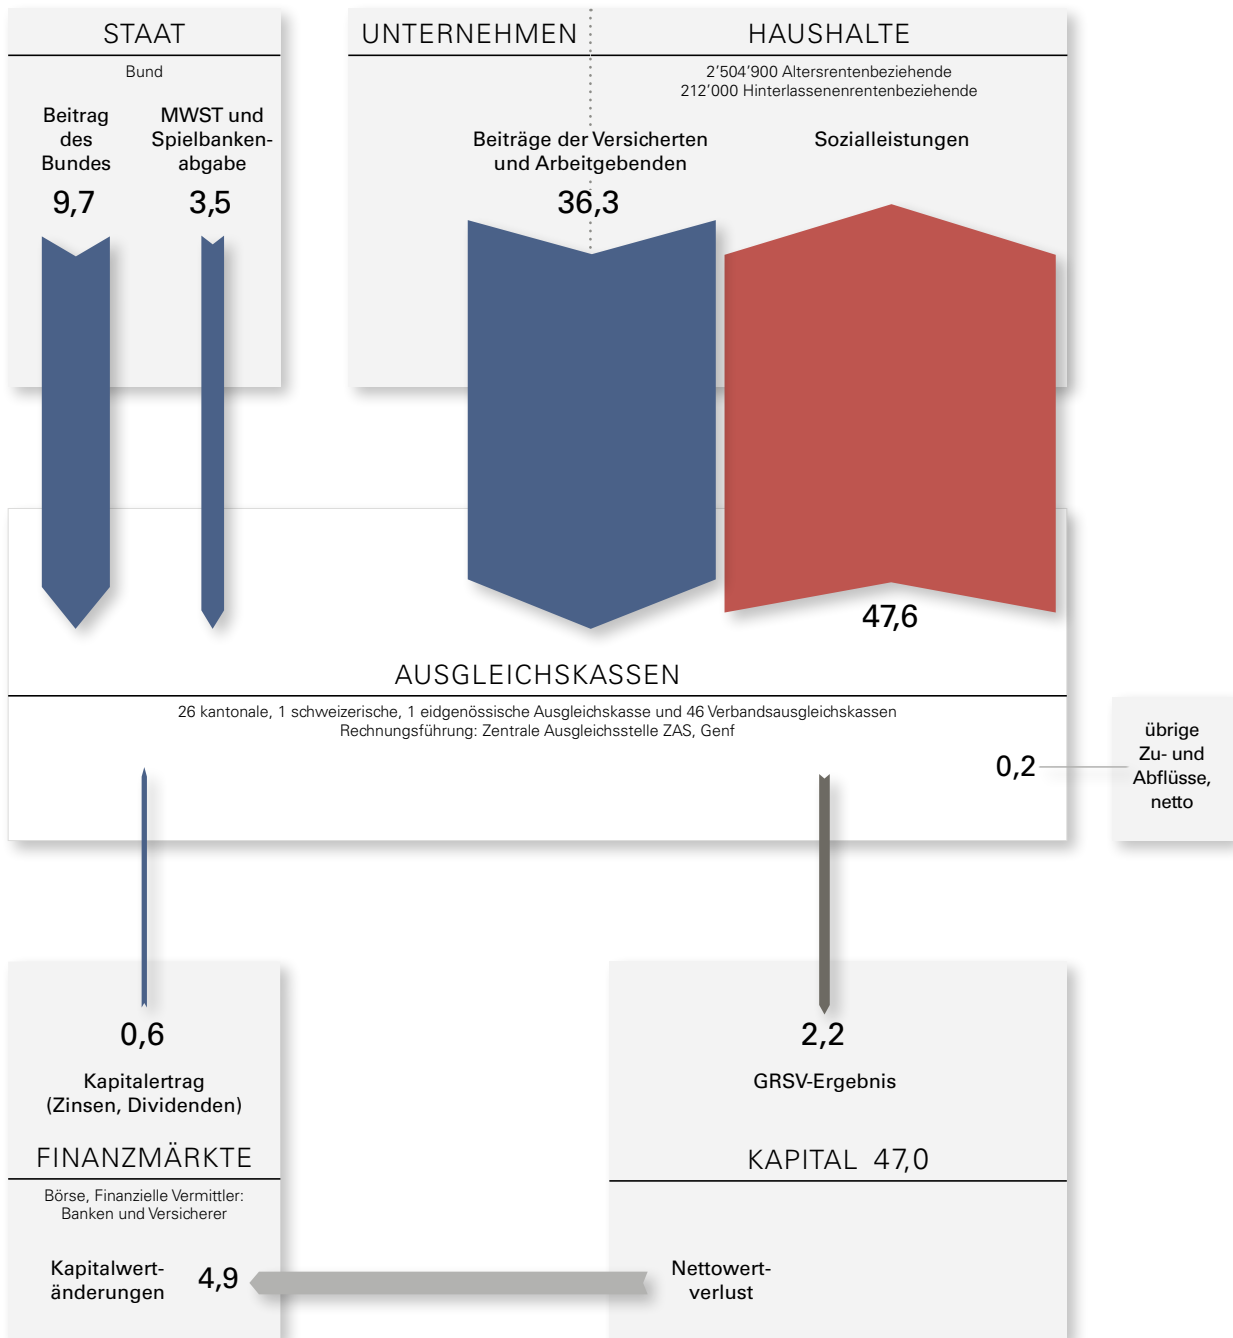 STAAT
Bund
Beitrag
des
Bundes
9,7
MWST und
Spielbanken-
abgabe
3,5
UNTERNEHMEN
HAUSHALTE
2’504’900 Altersrentenbeziehende
212’000 Hinterlassenenrentenbeziehende
Beiträge der Versicherten
und Arbeitgebenden
36,3
Sozialleistungen
47,6
AUSGLEICHSKASSEN
26 kantonale, 1 schweizerische, 1 eidgenössische Ausgleichskasse und 46 Verbandsausgleichskassen
Rechnungsführung: Zentrale Ausgleichsstelle ZAS, Genf
0,2
übrige
Zu- und
Abflüsse,
netto
0,6
Kapitalertrag
(Zinsen, Dividenden)
FINANZMÄRKTE
Börse, Finanzielle Vermittler:
Banken und Versicherer
Kapitalwert-
änderungen
4,9
2,2
GRSV-Ergebnis
KAPITAL 47,0
Nettowert-
verlust